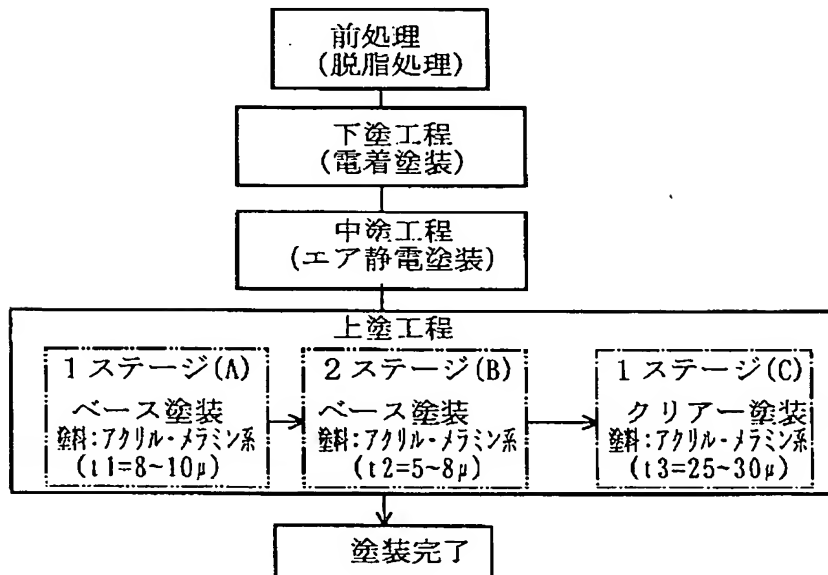 前処理
(脱脂処理)
下塗工程
(電着塗装)
中塗工程
(エア静電塗装)
上塗工程
1ステージ(A)
ベース塗装
塗料:アクリル・メラミン系
(t1=8~10μ)
2ステージ(B)
ベース塗装
塗料:アクリル・メラミン系
(t2=5~8μ)
1ステージ(C)
クリアー塗装
塗料:アクリル・メラミン系
(t3=25~30μ)
塗装完了